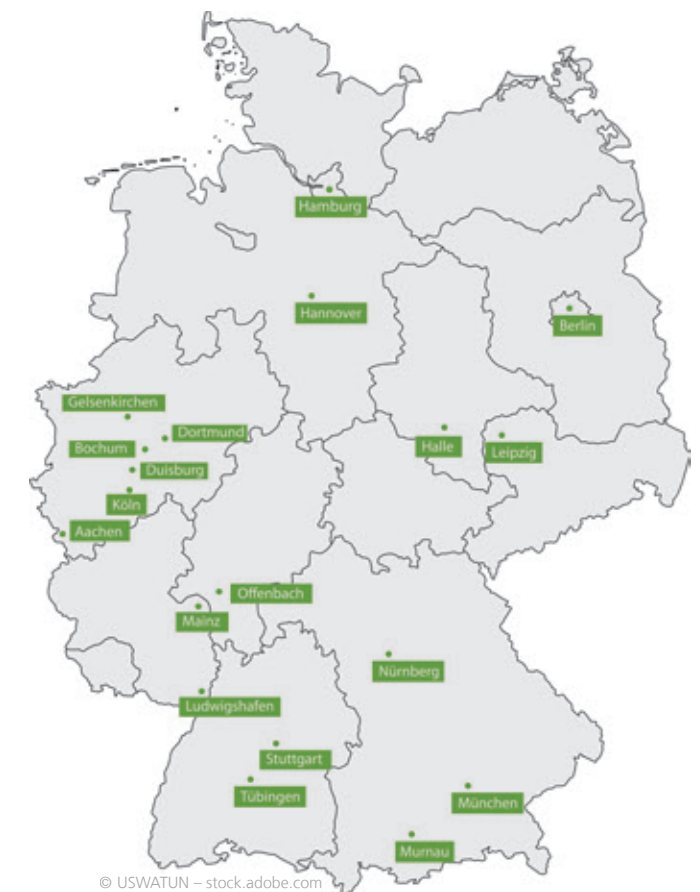 Hamburg
Hannover
Berlin
Gelsenkirchen
Dortmund
Bochum
Halle
Leipzig
Duisburg
Köln
Aachen
Offenbach
Mainz
Nürnberg
Ludwigshafen
Stuttgart
Tübingen
München
Murnau
© USWATUN – stock.adobe.com